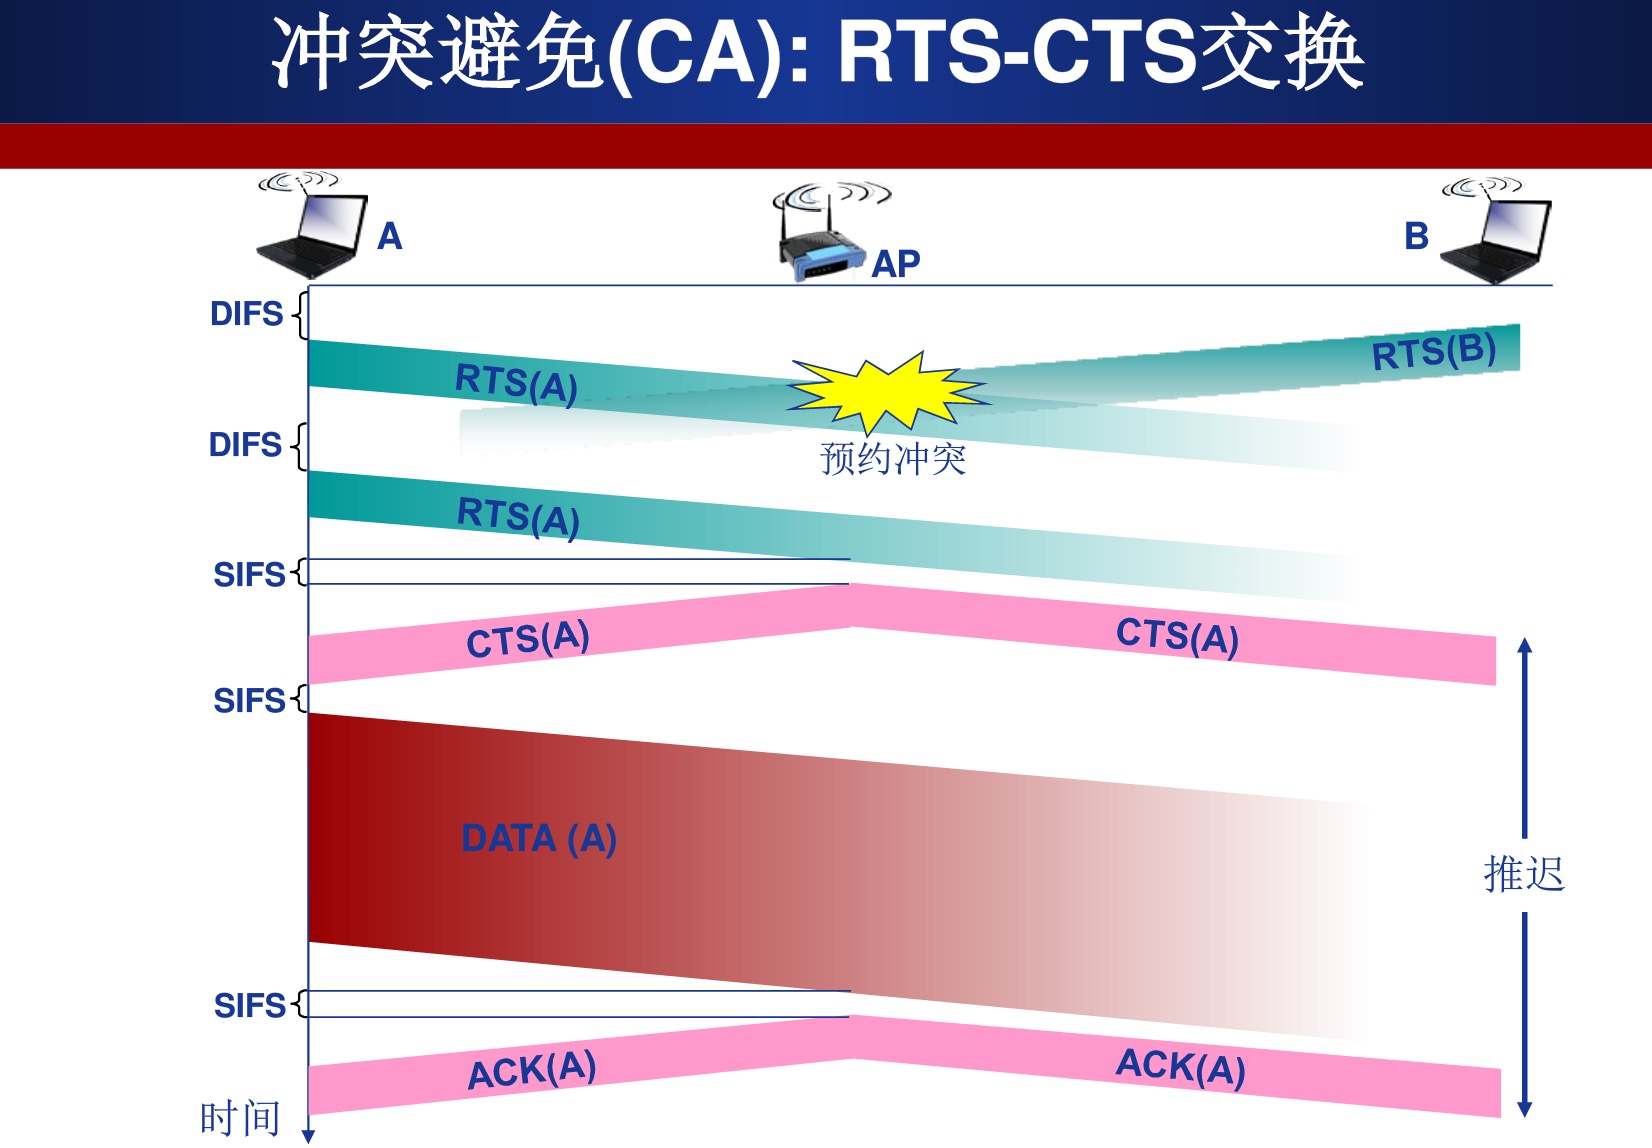 冲突避免(CA): RTS-CTS交换
A
AP
B
DIFS
RTS(A)
RTS(B)
DIFS
预约冲突
RTS(A)
SIFS
CTS(A)
CTS(A)
SIFS
DATA (A)
推迟
SIFS
ACK(A)
ACK(A)
时间